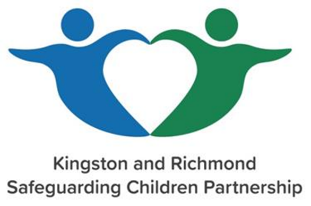 Kingston and Richmond
Safeguarding Children Partnership